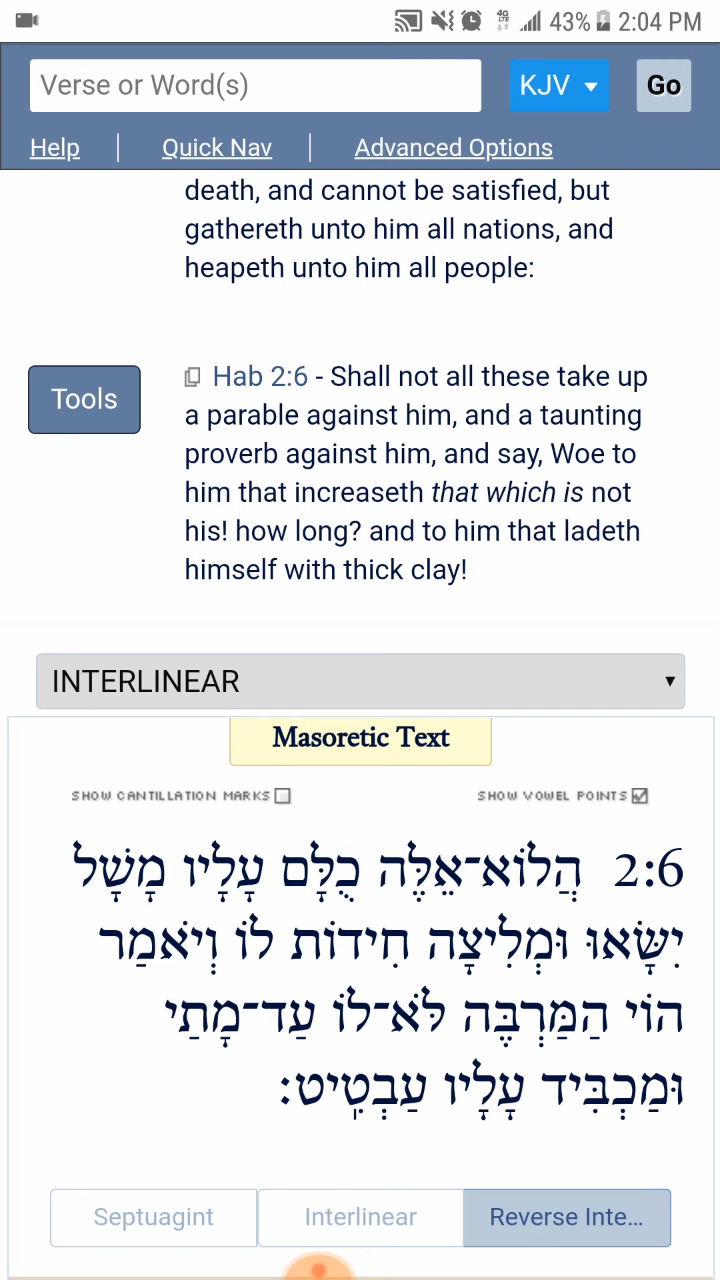 4G LTE 43% 2:04 PM
Verse or Word(s) KJV Go
Help Quick Nav Advanced Options
death, and cannot be satisfied, but
gathereth unto him all nations, and
heapeth unto him all people:
Tools
Hab 2:6 - Shall not all these take up
a parable against him, and a taunting
proverb against him, and say, Woe to
him that increaseth that which is not
his! how long? and to him that ladeth
himself with thick clay!
INTERLINEAR
Masoretic Text
SHOW CANTILLATION MARKS SHOW VOWEL POINTS
2:6 הֲלוֹא־אֵלֶּה כֻלָּם עָלָיו מָשָׁל
יִשָּׂאוּ וּמְלִיצָה חִידוֹת לוֹ וְיֹאמַר
הוֹי הַמַּרְבֶּה לֹּא־לוֹ עַד־מָתַי
וּמַכְבִּיד עָלָיו עַבְטִֽיט׃
Septuagint Interlinear Reverse Inte...